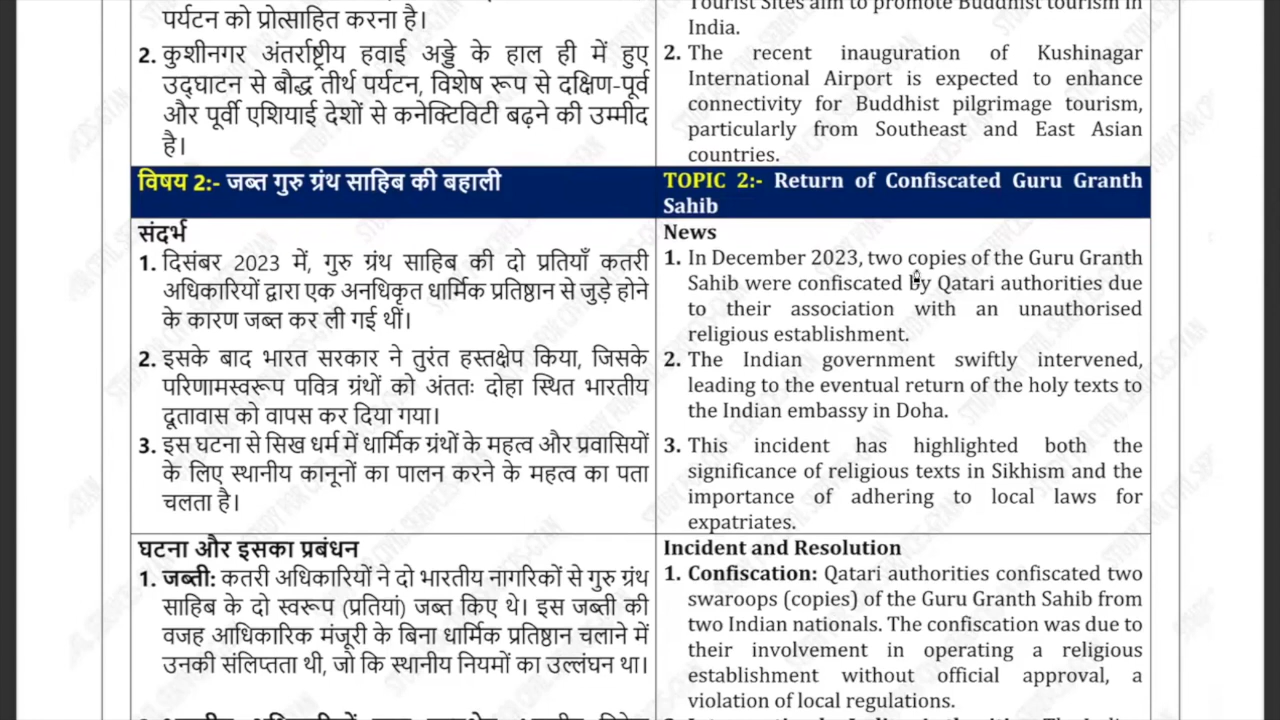 पर्यटन को प्रोत्साहित करना है।
2. कुशीनगर अंतर्राष्ट्रीय हवाई अड्डे के हाल ही में हुए
उद्घाटन से बौद्ध तीर्थ पर्यटन, विशेष रूप से दक्षिण-पूर्व
और पूर्वी एशियाई देशों से कनेक्टिविटी बढ़ने की उम्मीद
है।
Tourist Sites aim to promote Buddhist tourism in
India.
2. The recent inauguration of Kushinagar
International Airport is expected to enhance
connectivity for Buddhist pilgrimage tourism,
particularly from Southeast and East Asian
countries.
विषय 2:- जब्त गुरु ग्रंथ साहिब की बहाली
TOPIC 2:- Return of Confiscated Guru Granth
Sahib
संदर्भ
1. दिसंबर 2023 में, गुरु ग्रंथ साहिब की दो प्रतियाँ कतरी
अधिकारियों द्वारा एक अनधिकृत धार्मिक प्रतिष्ठान से जुड़े होने
के कारण जब्त कर ली गई थीं।
2. इसके बाद भारत सरकार ने तुरंत हस्तक्षेप किया, जिसके
परिणामस्वरूप पवित्र ग्रंथों को अंततः दोहा स्थित भारतीय
दूतावास को वापस कर दिया गया।
3. इस घटना से सिख धर्म में धार्मिक ग्रंथों के महत्व और प्रवासियों
के लिए स्थानीय कानूनों का पालन करने के महत्व का पता
चलता है।
News
1. In December 2023, two copies of the Guru Granth
Sahib were confiscated by Qatari authorities due
to their association with an unauthorised
religious establishment.
2. The Indian government swiftly intervened,
leading to the eventual return of the holy texts to
the Indian embassy in Doha.
3. This incident has highlighted both the
significance of religious texts in Sikhism and the
importance of adhering to local laws for
expatriates.
घटना और इसका प्रबंधन
1. जब्ती: कतरी अधिकारियों ने दो भारतीय नागरिकों से गुरु ग्रंथ
साहिब के दो स्वरूप (प्रतियां) जब्त किए थे। इस जब्ती की
वजह आधिकारिक मंजूरी के बिना धार्मिक प्रतिष्ठान चलाने में
उनकी संलिप्तता थी, जो कि स्थानीय नियमों का उल्लंघन था।
Incident and Resolution
1. Confiscation: Qatari authorities confiscated two
swaroops (copies) of the Guru Granth Sahib from
two Indian nationals. The confiscation was due to
their involvement in operating a religious
establishment without official approval, a
violation of local regulations.